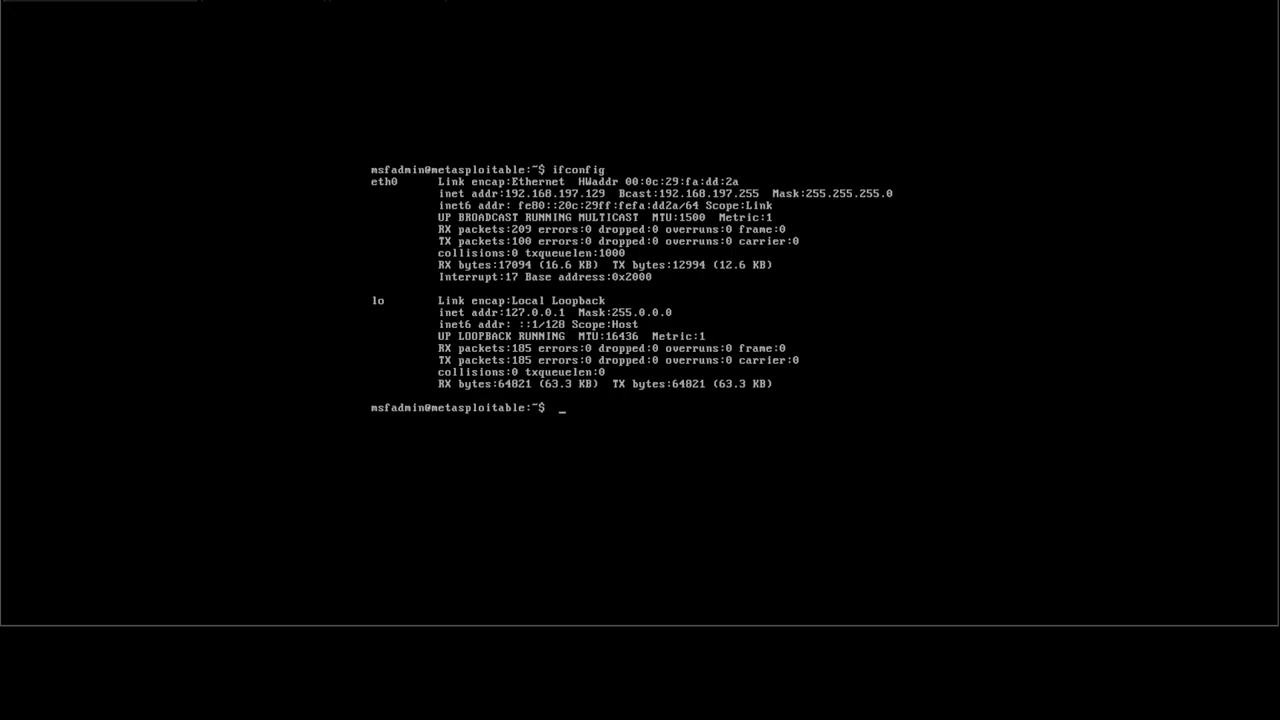 msfadmin@metasploitable:~$ ifconfig
eth0 Link encap:Ethernet HWaddr 00:0c:29:fa:dd:2a
inet addr:192.168.197.129 Bcast:192.168.197.255 Mask:255.255.255.0
inet6 addr: fe80::20c:29ff:fefa:dd2a/64 Scope:Link
UP BROADCAST RUNNING MULTICAST MTU:1500 Metric:1
RX packets:209 errors:0 dropped:0 overruns:0 frame:0
TX packets:100 errors:0 dropped:0 overruns:0 carrier:0
collisions:0 txqueuelen:1000
RX bytes:17094 (16.6 KB) TX bytes:12994 (12.6 KB)
Interrupt:17 Base address:0x2000
lo Link encap:Local Loopback
inet addr:127.0.0.1 Mask:255.0.0.0
inet6 addr: ::1/128 Scope:Host
UP LOOPBACK RUNNING MTU:16436 Metric:1
RX packets:185 errors:0 dropped:0 overruns:0 frame:0
TX packets:185 errors:0 dropped:0 overruns:0 carrier:0
collisions:0 txqueuelen:0
RX bytes:64821 (63.3 KB) TX bytes:64821 (63.3 KB)
msfadmin@metasploitable:~$ _